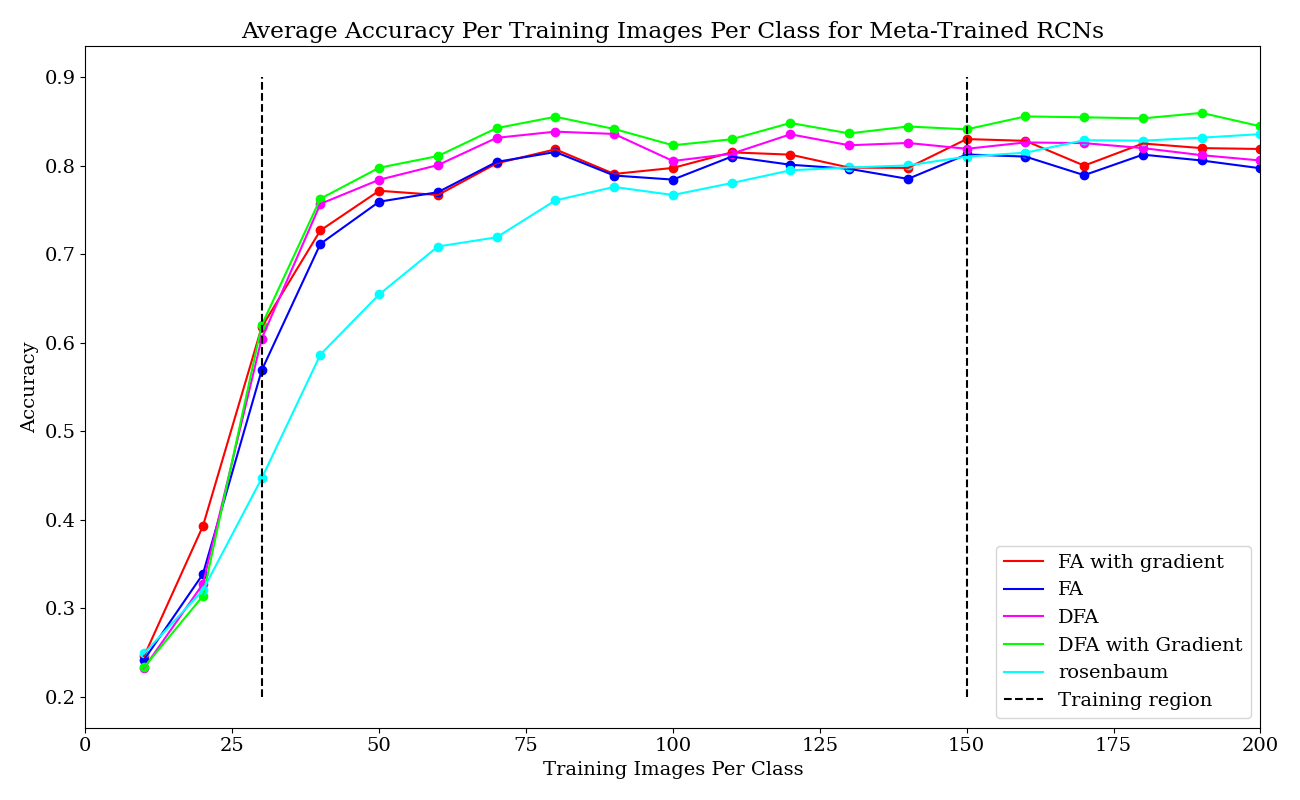 Average Accuracy Per Training Images Per Class for Meta-Trained RCNs
0.9
0.8
0.7
0.6
0.5
0.4
0.3
0.2
Accuracy
0 25 50 75 100 125 150 175 200
Training Images Per Class
FA with gradient
FA
DFA
DFA with Gradient
rosenbaum
Training region